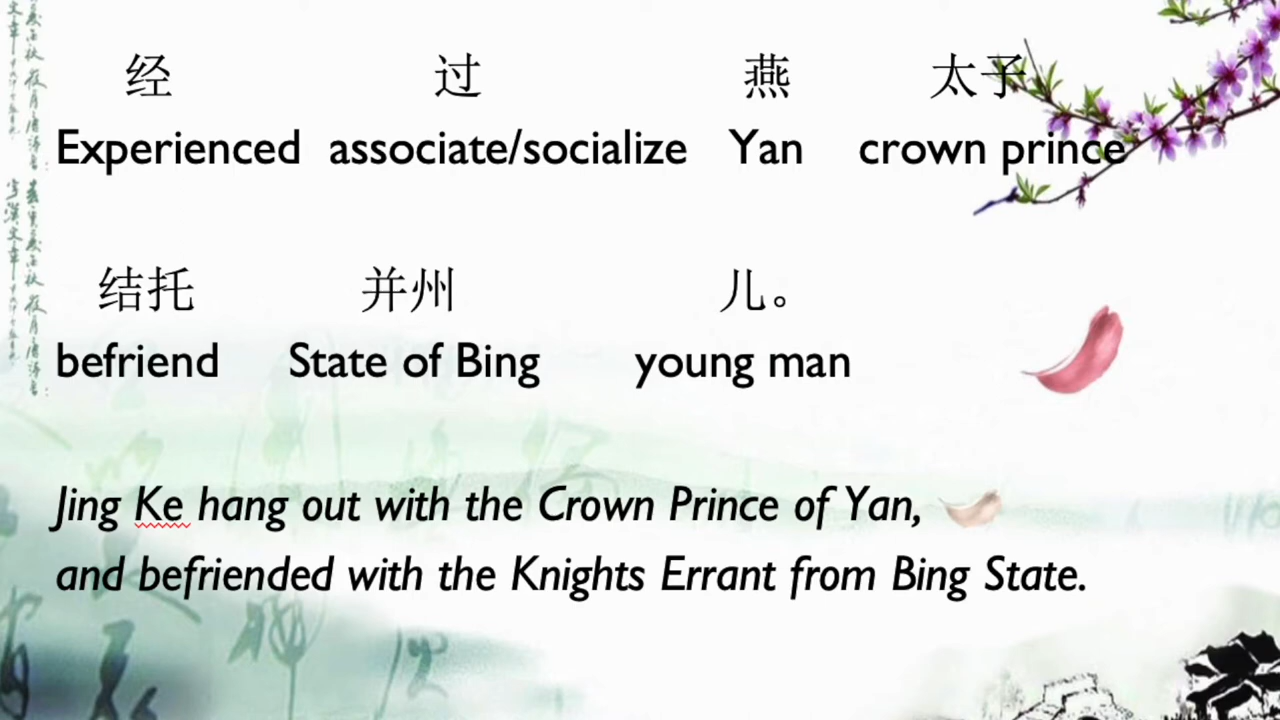 经 过 燕 太子
Experienced associate/socialize Yan crown prince
结托 并州 儿。
befriend State of Bing young man
Jing Ke hang out with the Crown Prince of Yan,
and befriended with the Knights Errant from Bing State.